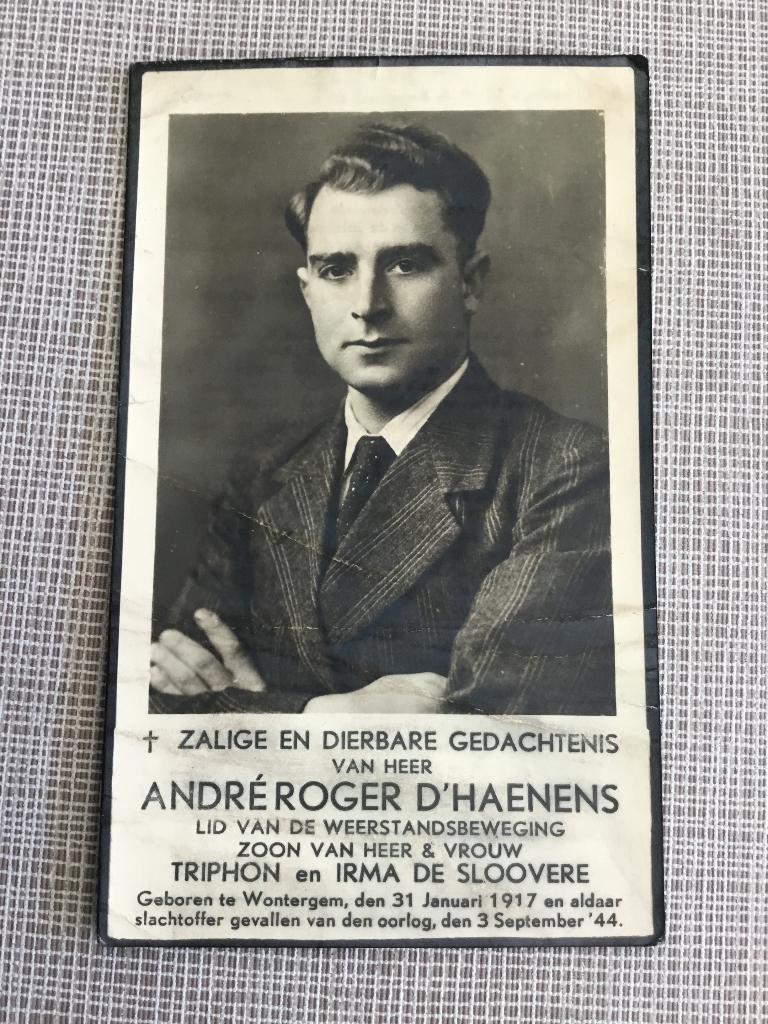 † ZALIGE EN DIERBARE GEDACHTENIS
VAN HEER
ANDRÉ ROGER D'HAENENS
LID VAN DE WEERSTANDSBEWEGING
ZOON VAN HEER & VROUW
TRIPHON en IRMA DE SLOOVERE
Geboren te Wontergem, den 31 Januari 1917 en aldaar
slachtoffer gevallen van den oorlog, den 3 September '44.